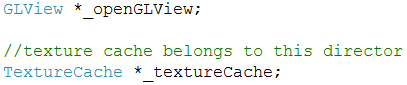 GLView *_openGLView;
//texture cache belongs to this director
TextureCache *_textureCache;